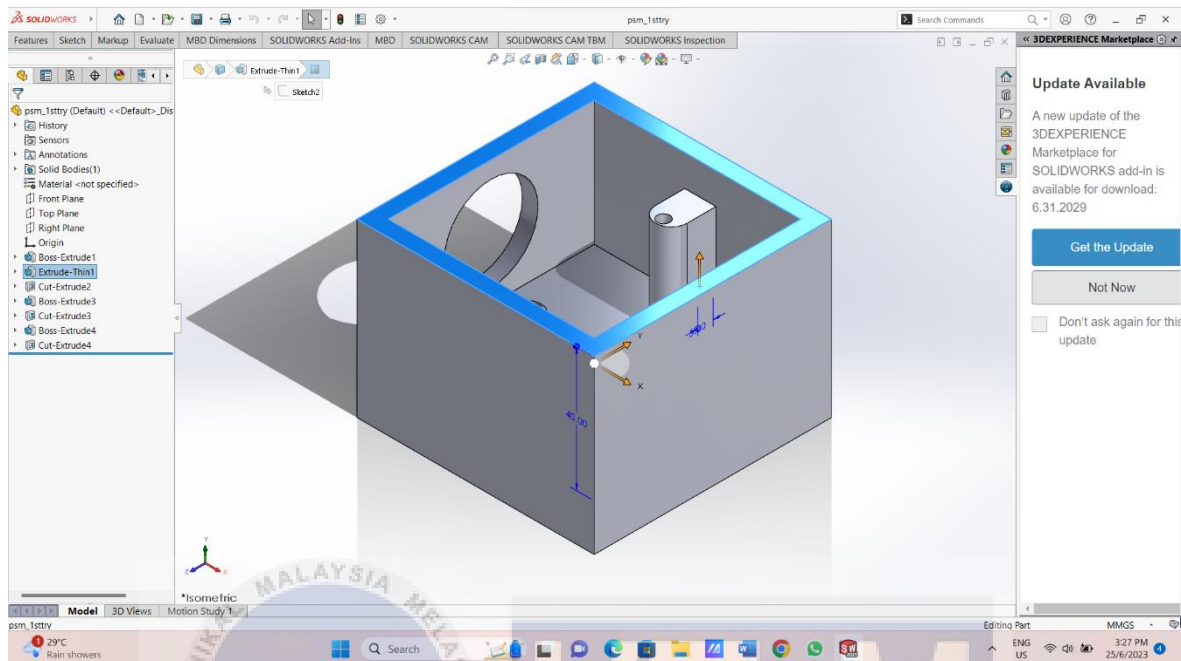 SOLIDWORKS
psm_1sttry
Search Commands
Features Sketch Markup Evaluate MBD Dimensions SOLIDWORKS Add-Ins MBD SOLIDWORKS CAM SOLIDWORKS CAM TBM SOLIDWORKS Inspection
3DEXPERIENCE Marketplace
Extrude-Thin1
Sketch2
psm_1sttry (Default) <<Default>_Dis
History
Sensors
Annotations
Solid Bodies(1)
Material <not specified>
Front Plane
Top Plane
Right Plane
Origin
Boss-Extrude1
Extrude-Thin1
Cut-Extrude2
Boss-Extrude3
Cut-Extrude3
Boss-Extrude4
Cut-Extrude4
Update Available
A new update of the
3DEXPERIENCE
Marketplace for
SOLIDWORKS add-in is
available for download:
6.31.2029
Get the Update
Not Now
Don't ask again for this
update
Y
X
40.00
Y
Z
X
*Isometric
MALAYSIA
Model 3D Views Motion Study 1
psm_1sttry
Editing Part MMGS
1
29°C
Rain showers
Search
ENG
US
3:27 PM
25/6/2023
4